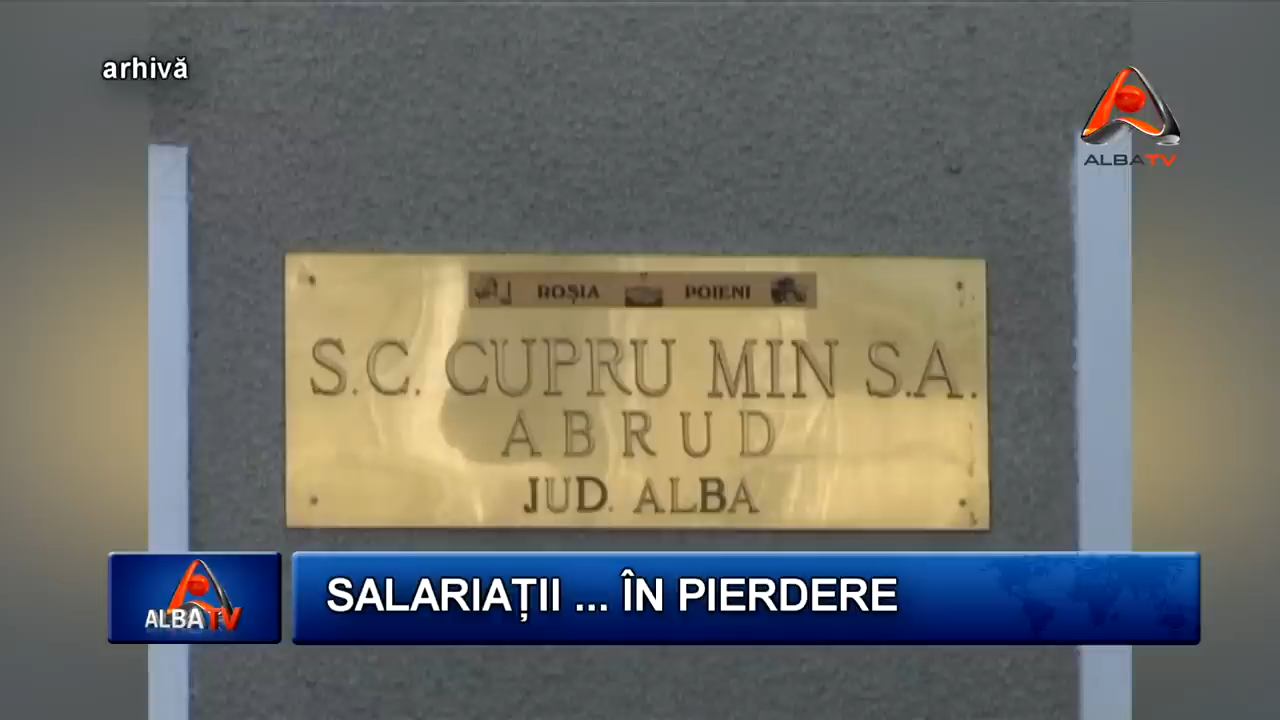 arhivă
ALBATV
ROȘIA POIENI
S.C. CUPRU MIN S.A.
ABRUD
JUD. ALBA
ALBATV
SALARIAȚII ... ÎN PIERDERE